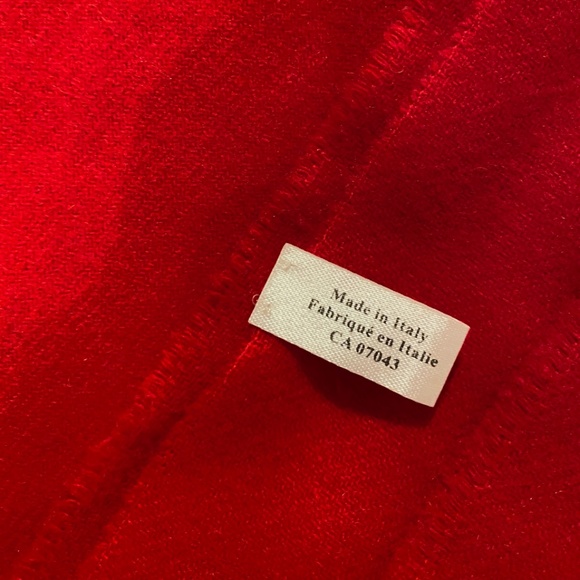 Made in Italy
Fabriqué en Italie
CA 07043